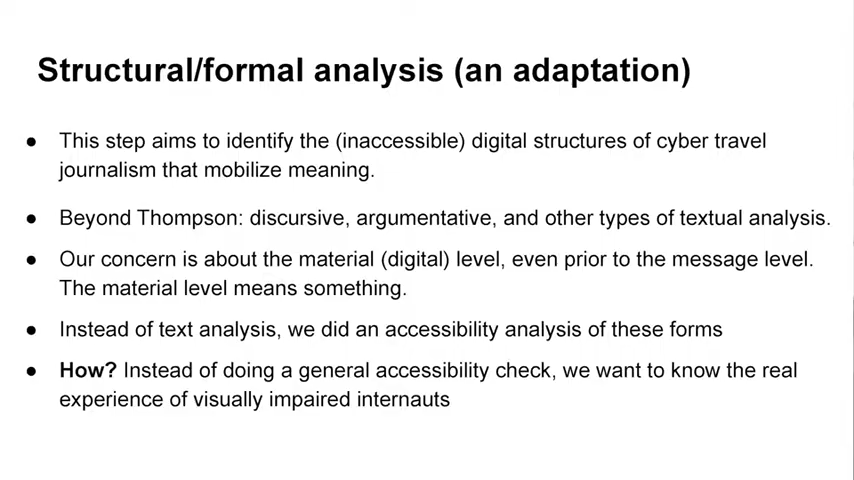 Structural/formal analysis (an adaptation)
● This step aims to identify the (inaccessible) digital structures of cyber travel
journalism that mobilize meaning.
● Beyond Thompson: discursive, argumentative, and other types of textual analysis.
● Our concern is about the material (digital) level, even prior to the message level.
The material level means something.
● Instead of text analysis, we did an accessibility analysis of these forms
● How? Instead of doing a general accessibility check, we want to know the real
experience of visually impaired internauts